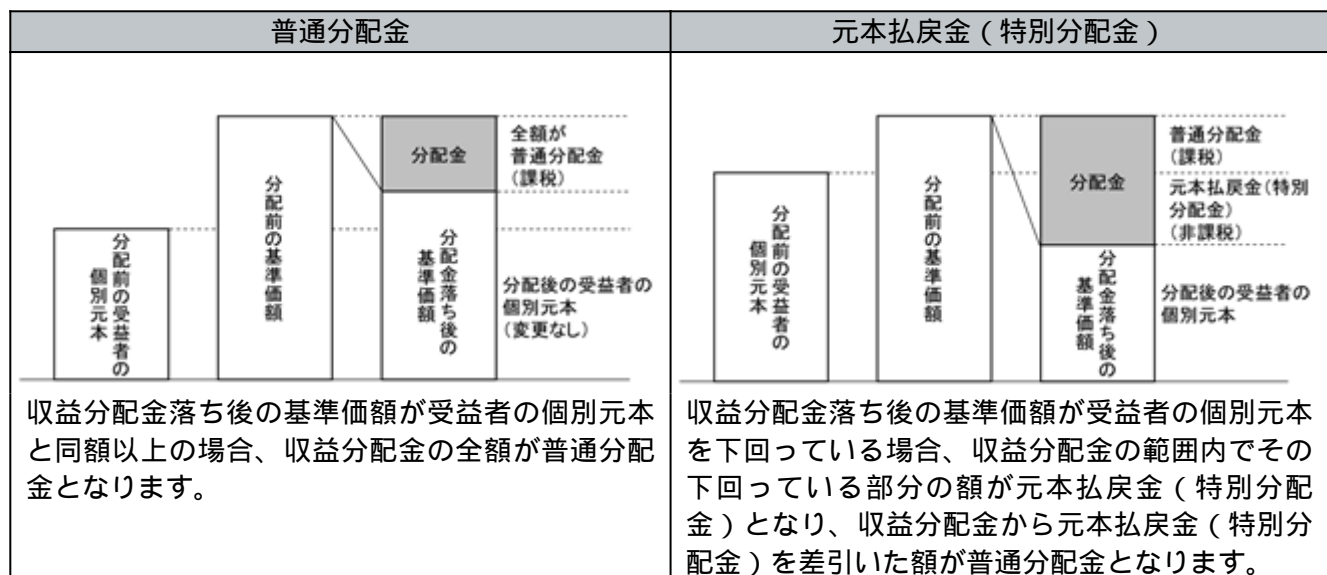 普通分配金
分配前の受益者の
個別元本
分配前の基準価額
分配金
分配金落ち後の
基準価額
全額が
普通分配金
(課税)
分配後の受益者の
個別元本
(変更なし)
収益分配金落ち後の基準価額が受益者の個別元本
と同額以上の場合、収益分配金の全額が普通分配
金となります。
元本払戻金(特別分配金)
分配前の受益者の
個別元本
分配前の基準価額
分配金
分配金落ち後の
基準価額
普通分配金
(課税)
元本払戻金(特別
分配金)
(非課税)
分配後の受益者の
個別元本
収益分配金落ち後の基準価額が受益者の個別元本
を下回っている場合、収益分配金の範囲内でその
下回っている部分の額が元本払戻金(特別分配
金)となり、収益分配金から元本払戻金(特別分
配金)を差引いた額が普通分配金となります。